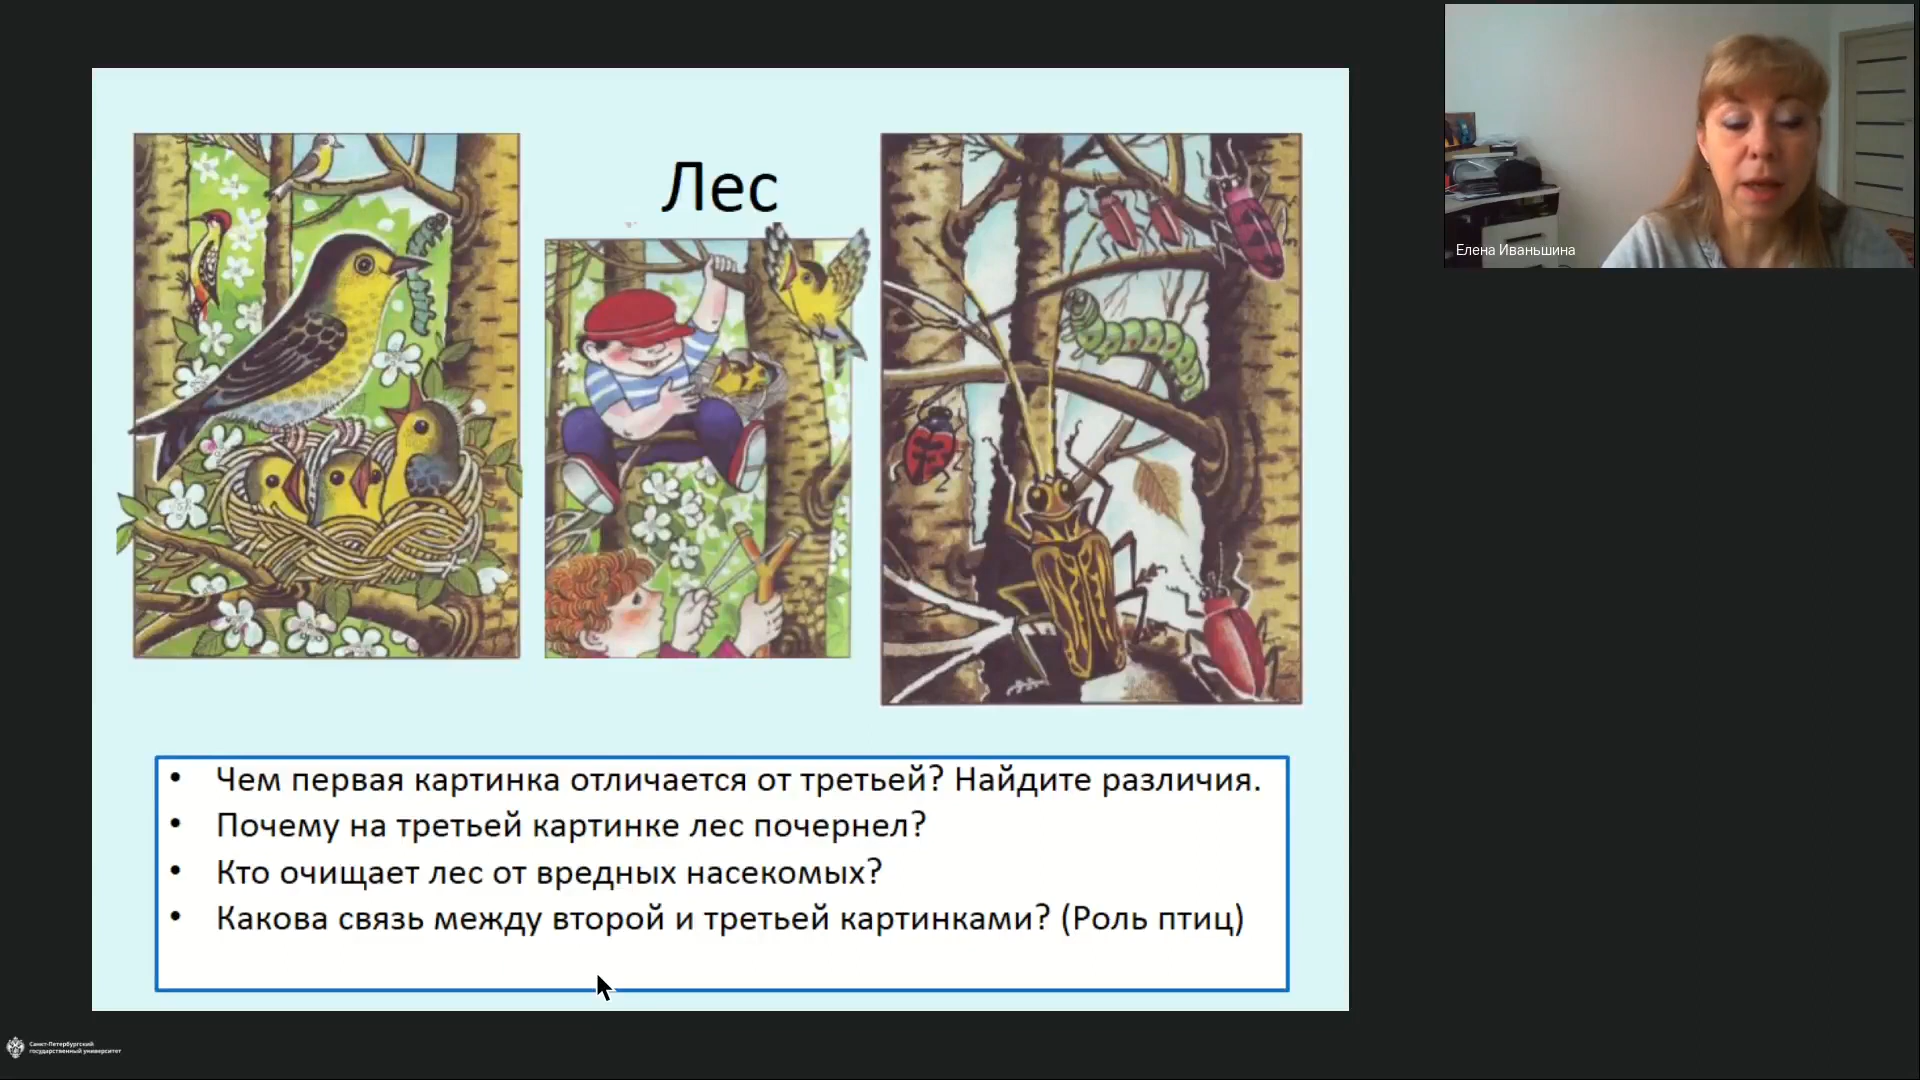 Лес
Елена Иваньшина
• Чем первая картинка отличается от третьей? Найдите различия.
• Почему на третьей картинке лес почернел?
• Кто очищает лес от вредных насекомых?
• Какова связь между второй и третьей картинками? (Роль птиц)
Санкт-Петербургский
государственный университет